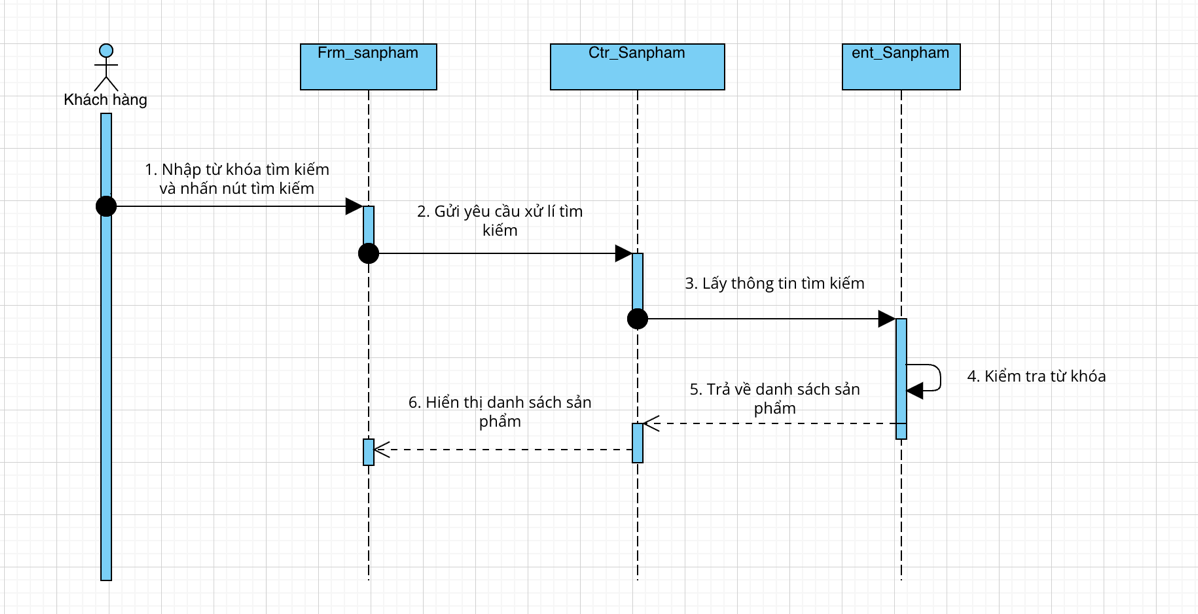 Frm_sanpham
Ctr_Sanpham
ent_Sanpham
Khách hàng
1. Nhập từ khóa tìm kiếm
và nhấn nút tìm kiếm
2. Gửi yêu cầu xử lí tìm
kiếm
3. Lấy thông tin tìm kiếm
4. Kiểm tra từ khóa
5. Trả về danh sách sản
phẩm
6. Hiển thị danh sách sản
phẩm